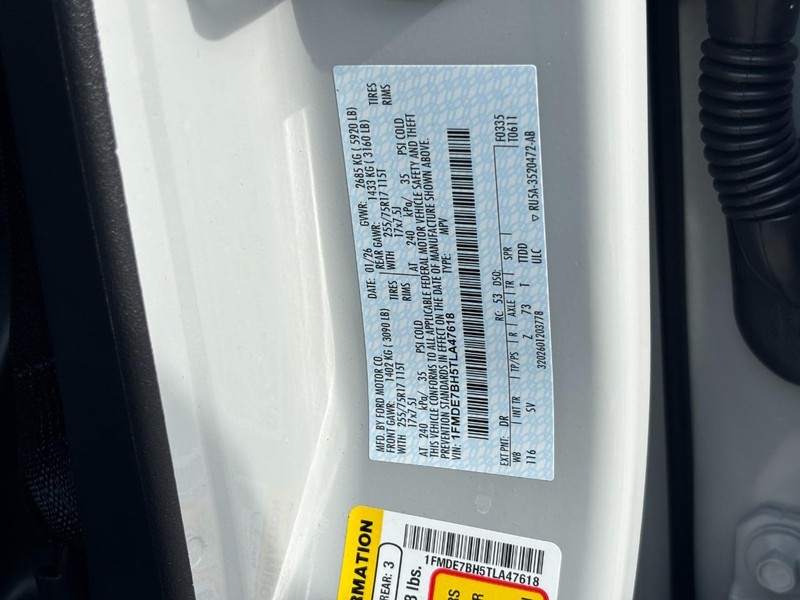 MFD. BY FORD MOTOR CO.
DATE: 01/26
GVWR: 2685 KG ( 5920 LB)
FRONT GAWR: 1402 KG ( 3090 LB)
REAR GAWR: 1433 KG ( 3160 LB)
WITH 255/75R17 115T TIRES
WITH 255/75R17 115T TIRES
17x7.5J RIMS
17x7.5J RIMS
AT 240 kPa/ 35 PSI COLD
AT 240 kPa/ 35 PSI COLD
THIS VEHICLE CONFORMS TO ALL APPLICABLE FEDERAL MOTOR VEHICLE SAFETY AND THEFT
PREVENTION STANDARDS IN EFFECT ON THE DATE OF MANUFACTURE SHOWN ABOVE.
VIN: 1FMDE7BH5TLA47618
TYPE: MPV
F0335
T0611
EXT PNT: DR RC: 53 DSO:
WB INT TR TP/PS R AXLE TR SPR
116 SV Z 73 T TTDD
ULC
▽ RU5A-3520472-AB
3202601203778
RMATION
REAR: 3
1FMDE7BH5TLA47618
lbs.